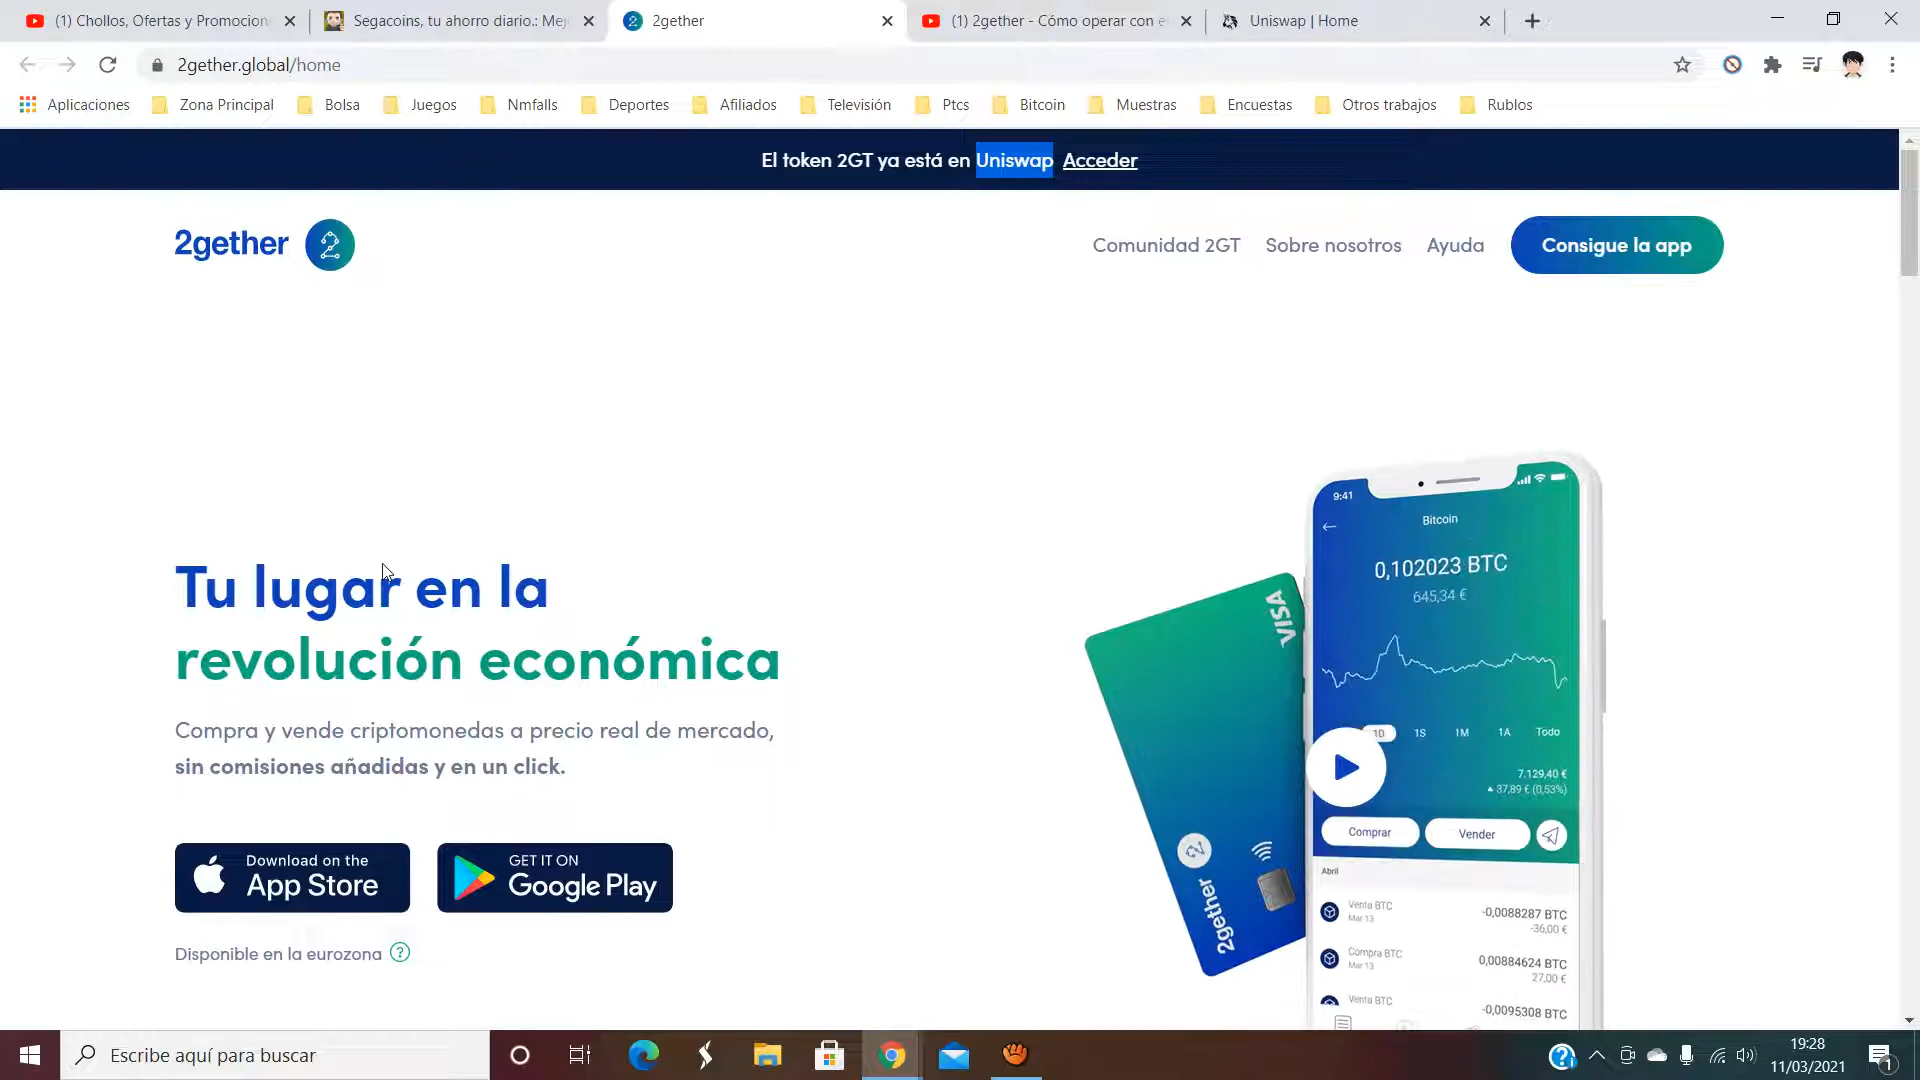 (1) Chollos, Ofertas y Promocion
Segacoins, tu ahorro diario.: Mej
2gether
(1) 2gether - Cómo operar con e
Uniswap | Home
2gether.global/home
Aplicaciones
Zona Principal
Bolsa
Juegos
Nmfalls
Deportes
Afiliados
Televisión
Ptcs
Bitcoin
Muestras
Encuestas
Otros trabajos
Rublos
El token 2GT ya está en Uniswap Acceder
2gether
Comunidad 2GT
Sobre nosotros
Ayuda
Consigue la app
Tu lugar en la
revolución económica
Compra y vende criptomonedas a precio real de mercado,
sin comisiones añadidas y en un click.
Download on the
App Store
GET IT ON
Google Play
Disponible en la eurozona ?
VISA
2gether
9:41
Bitcoin
0,102023 BTC
645,34 €
1D
1S
1M
1A
Todo
7.129,40 €
▲ 37,89 € (0,53%)
Comprar
Vender
Abril
Venta BTC
Mar 13
-0,0088287 BTC
-36,00 €
Compra BTC
Mar 13
0,00884624 BTC
27,00 €
Venta BTC
-0,0095308 BTC
Escribe aquí para buscar
19:28
11/03/2021
1